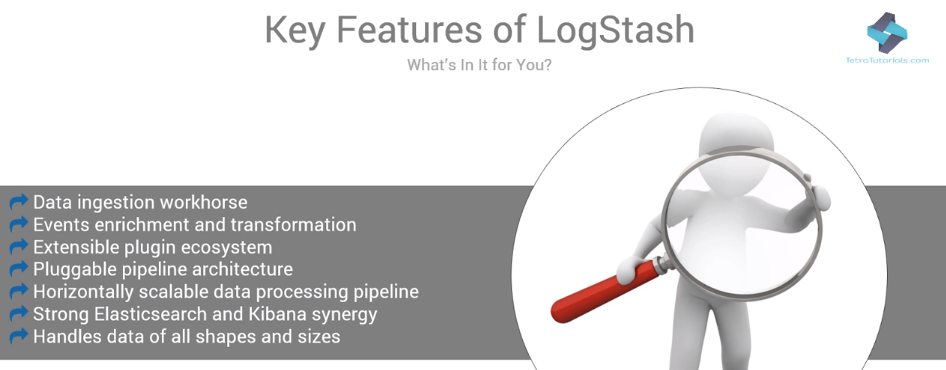 Key Features of LogStash
What's In It for You?
TetraTutorials.com
Data ingestion workhorse
Events enrichment and transformation
Extensible plugin ecosystem
Pluggable pipeline architecture
Horizontally scalable data processing pipeline
Strong Elasticsearch and Kibana synergy
Handles data of all shapes and sizes